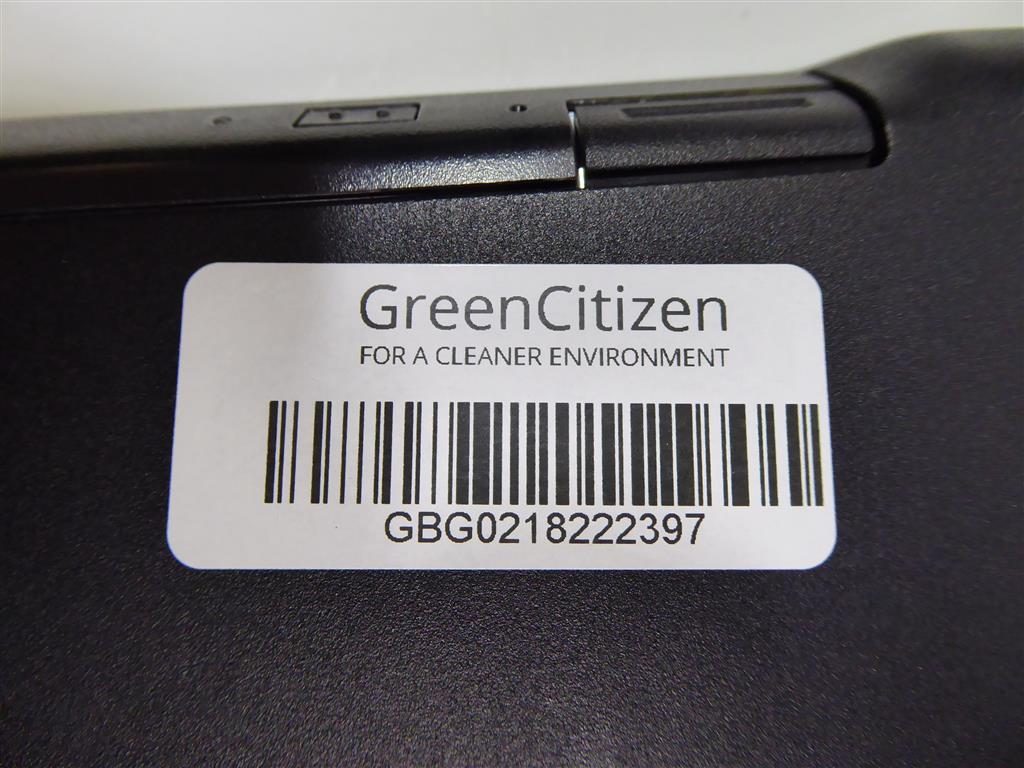 GreenCitizen
FOR A CLEANER ENVIRONMENT
GBG0218222397